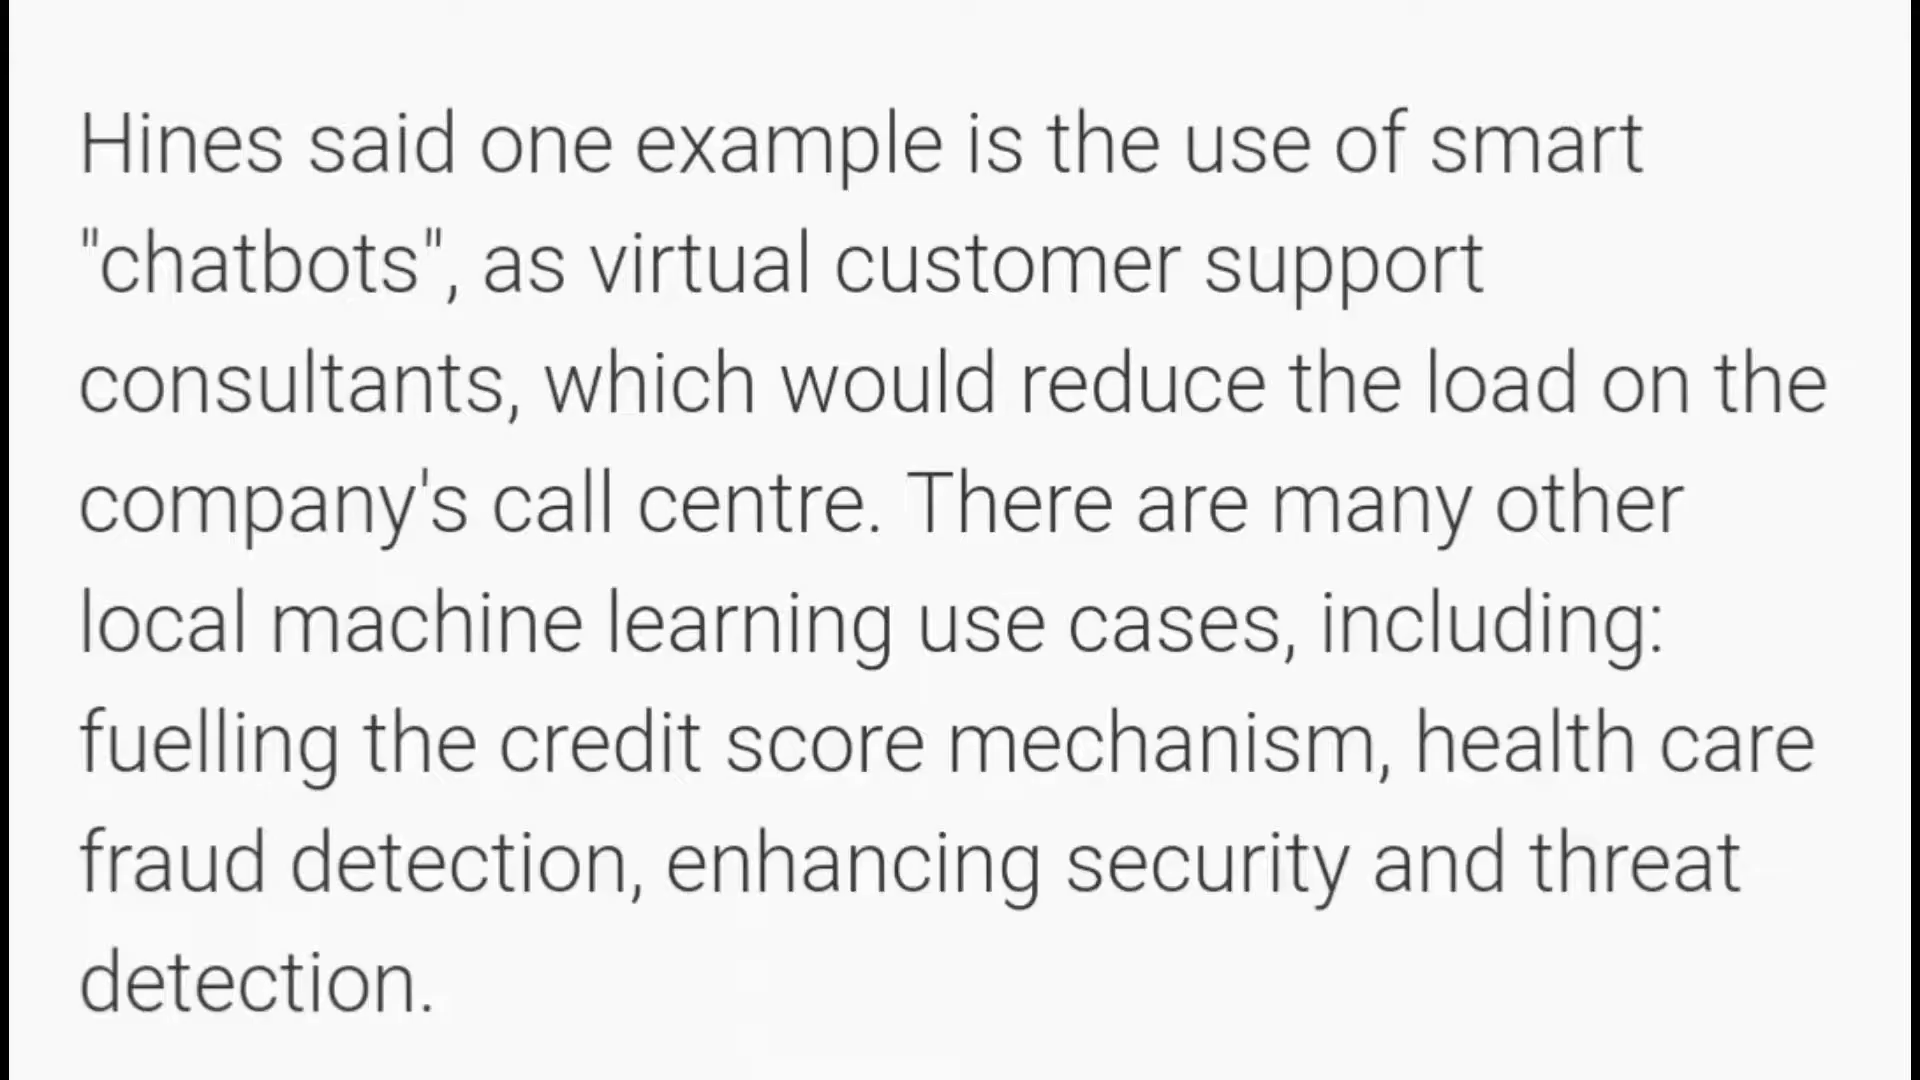 Hines said one example is the use of smart
"chatbots", as virtual customer support
consultants, which would reduce the load on the
company's call centre. There are many other
local machine learning use cases, including:
fuelling the credit score mechanism, health care
fraud detection, enhancing security and threat
detection.